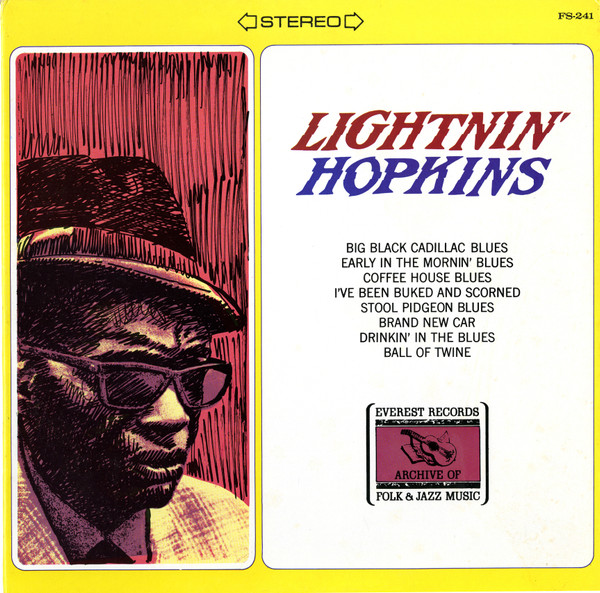 STEREO
FS-241
LIGHTNIN'
HOPKINS
BIG BLACK CADILLAC BLUES
EARLY IN THE MORNIN' BLUES
COFFEE HOUSE BLUES
I'VE BEEN BUKED AND SCORNED
STOOL PIDGEON BLUES
BRAND NEW CAR
DRINKIN' IN THE BLUES
BALL OF TWINE
EVEREST RECORDS
ARCHIVE OF
FOLK & JAZZ MUSIC